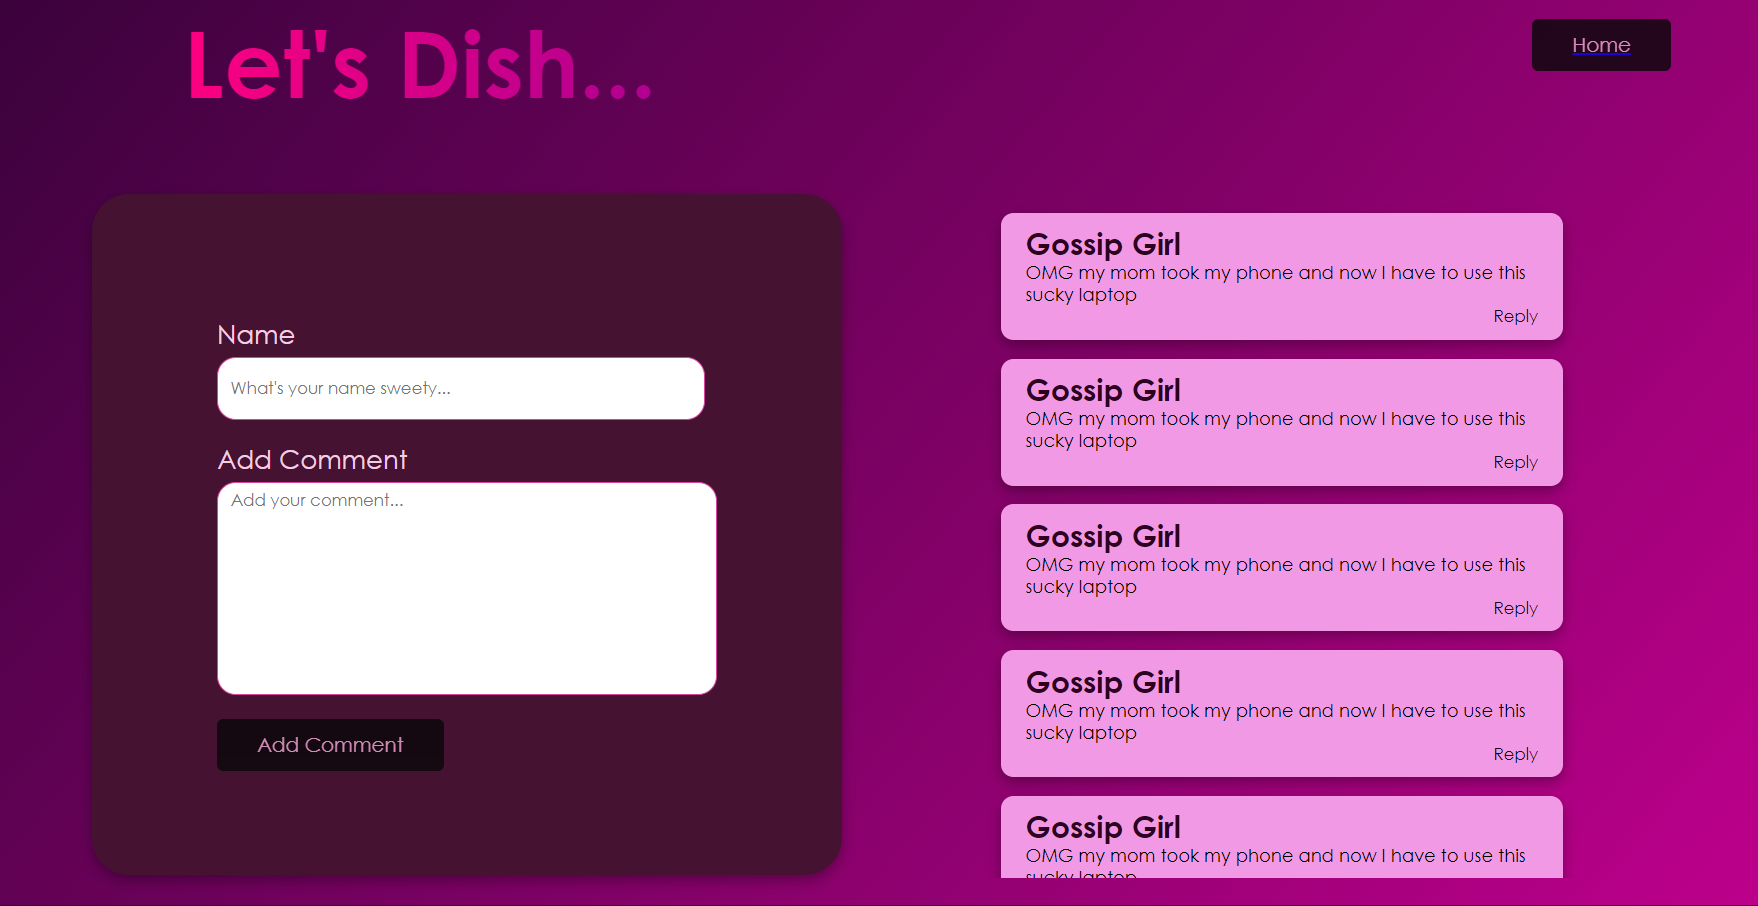 Let's Dish...
Home
Name
What's your name sweety...
Add Comment
Add your comment...
Add Comment
Gossip Girl
OMG my mom took my phone and now I have to use this
sucky laptop
Reply
Gossip Girl
OMG my mom took my phone and now I have to use this
sucky laptop
Reply
Gossip Girl
OMG my mom took my phone and now I have to use this
sucky laptop
Reply
Gossip Girl
OMG my mom took my phone and now I have to use this
sucky laptop
Reply
Gossip Girl
OMG my mom took my phone and now I have to use this
sucky laptop